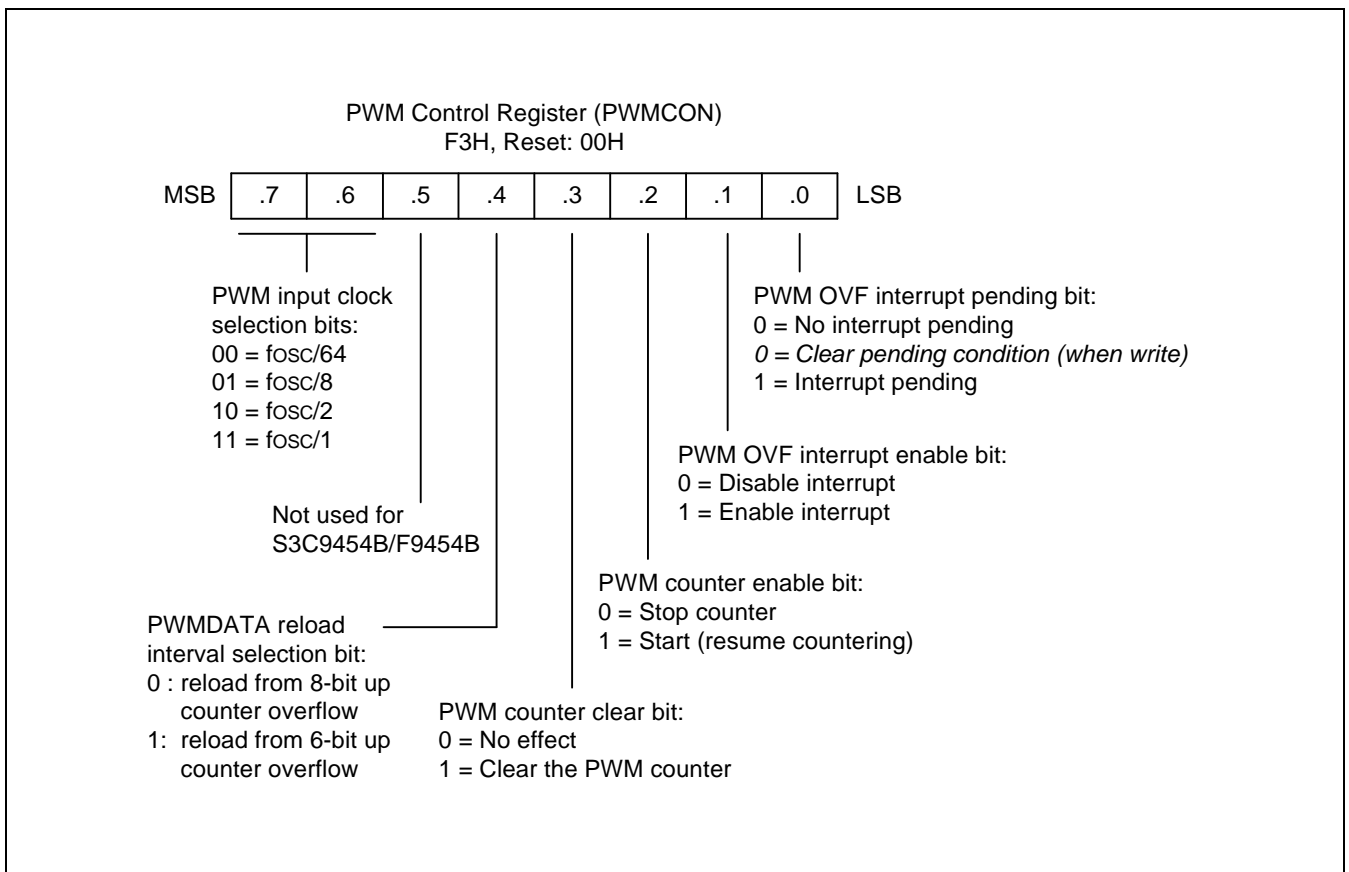 PWM Control Register (PWMCON)
F3H, Reset: 00H
MSB .7 .6 .5 .4 .3 .2 .1 .0 LSB
PWM input clock
selection bits:
00 = fOSC/64
01 = fOSC/8
10 = fOSC/2
11 = fOSC/1
PWM OVF interrupt pending bit:
0 = No interrupt pending
0 = Clear pending condition (when write)
1 = Interrupt pending
PWM OVF interrupt enable bit:
0 = Disable interrupt
1 = Enable interrupt
Not used for
S3C9454B/F9454B
PWM counter enable bit:
0 = Stop counter
1 = Start (resume countering)
PWMDATA reload
interval selection bit:
0 : reload from 8-bit up
counter overflow
1: reload from 6-bit up
counter overflow
PWM counter clear bit:
0 = No effect
1 = Clear the PWM counter